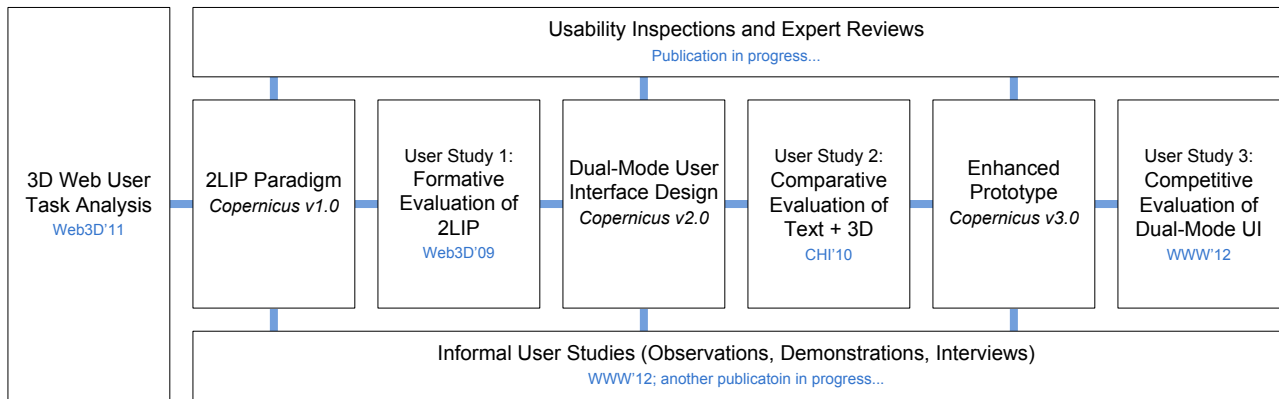 Usability Inspections and Expert Reviews
Publication in progress...
3D Web User
Task Analysis
Web3D'11
2LIP Paradigm
Copernicus v1.0
User Study 1:
Formative
Evaluation of
2LIP
Web3D'09
Dual-Mode User
Interface Design
Copernicus v2.0
User Study 2:
Comparative
Evaluation of
Text + 3D
CHI'10
Enhanced
Prototype
Copernicus v3.0
User Study 3:
Competitive
Evaluation of
Dual-Mode UI
WWW'12
Informal User Studies (Observations, Demonstrations, Interviews)
WWW'12; another publicatoin in progress...